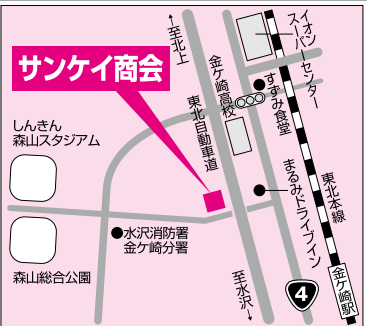 ←至北上
イオン
スーパーセンター
サンケイ商会
金ケ崎高校
すずみ食堂
東北自動車道
しんきん
森山スタジアム
まるみドライブイン
東北本線
水沢消防署
金ケ崎分署
森山総合公園
至水沢→
4
金ケ崎駅